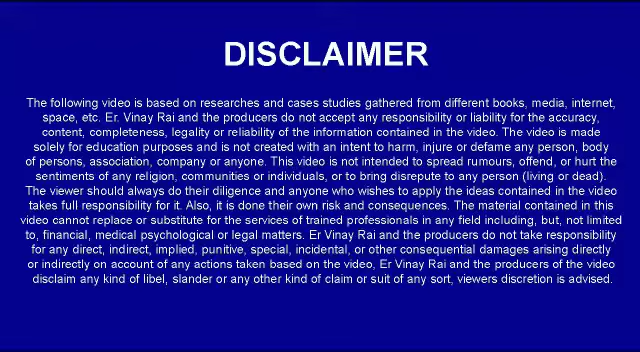 DISCLAIMER
The following video is based on researches and cases studies gathered from different books, media, internet,
space, etc. Er. Vinay Rai and the producers do not accept any responsibility or liability for the accuracy,
content, completeness, legality or reliability of the information contained in the video. The video is made
solely for education purposes and is not created with an intent to harm, injure or defame any person, body
of persons, association, company or anyone. This video is not intended to spread rumours, offend, or hurt the
sentiments of any religion, communities or individuals, or to bring disrepute to any person (living or dead).
The viewer should always do their diligence and anyone who wishes to apply the ideas contained in the video
takes full responsibility for it. Also, it is done their own risk and consequences. The material contained in this
video cannot replace or substitute for the services of trained professionals in any field including, but, not limited
to, financial, medical psychological or legal matters. Er Vinay Rai and the producers do not take responsibility
for any direct, indirect, implied, punitive, special, incidental, or other consequential damages arising directly
or indirectly on account of any actions taken based on the video, Er Vinay Rai and the producers of the video
disclaim any kind of libel, slander or any other kind of claim or suit of any sort, viewers discretion is advised.